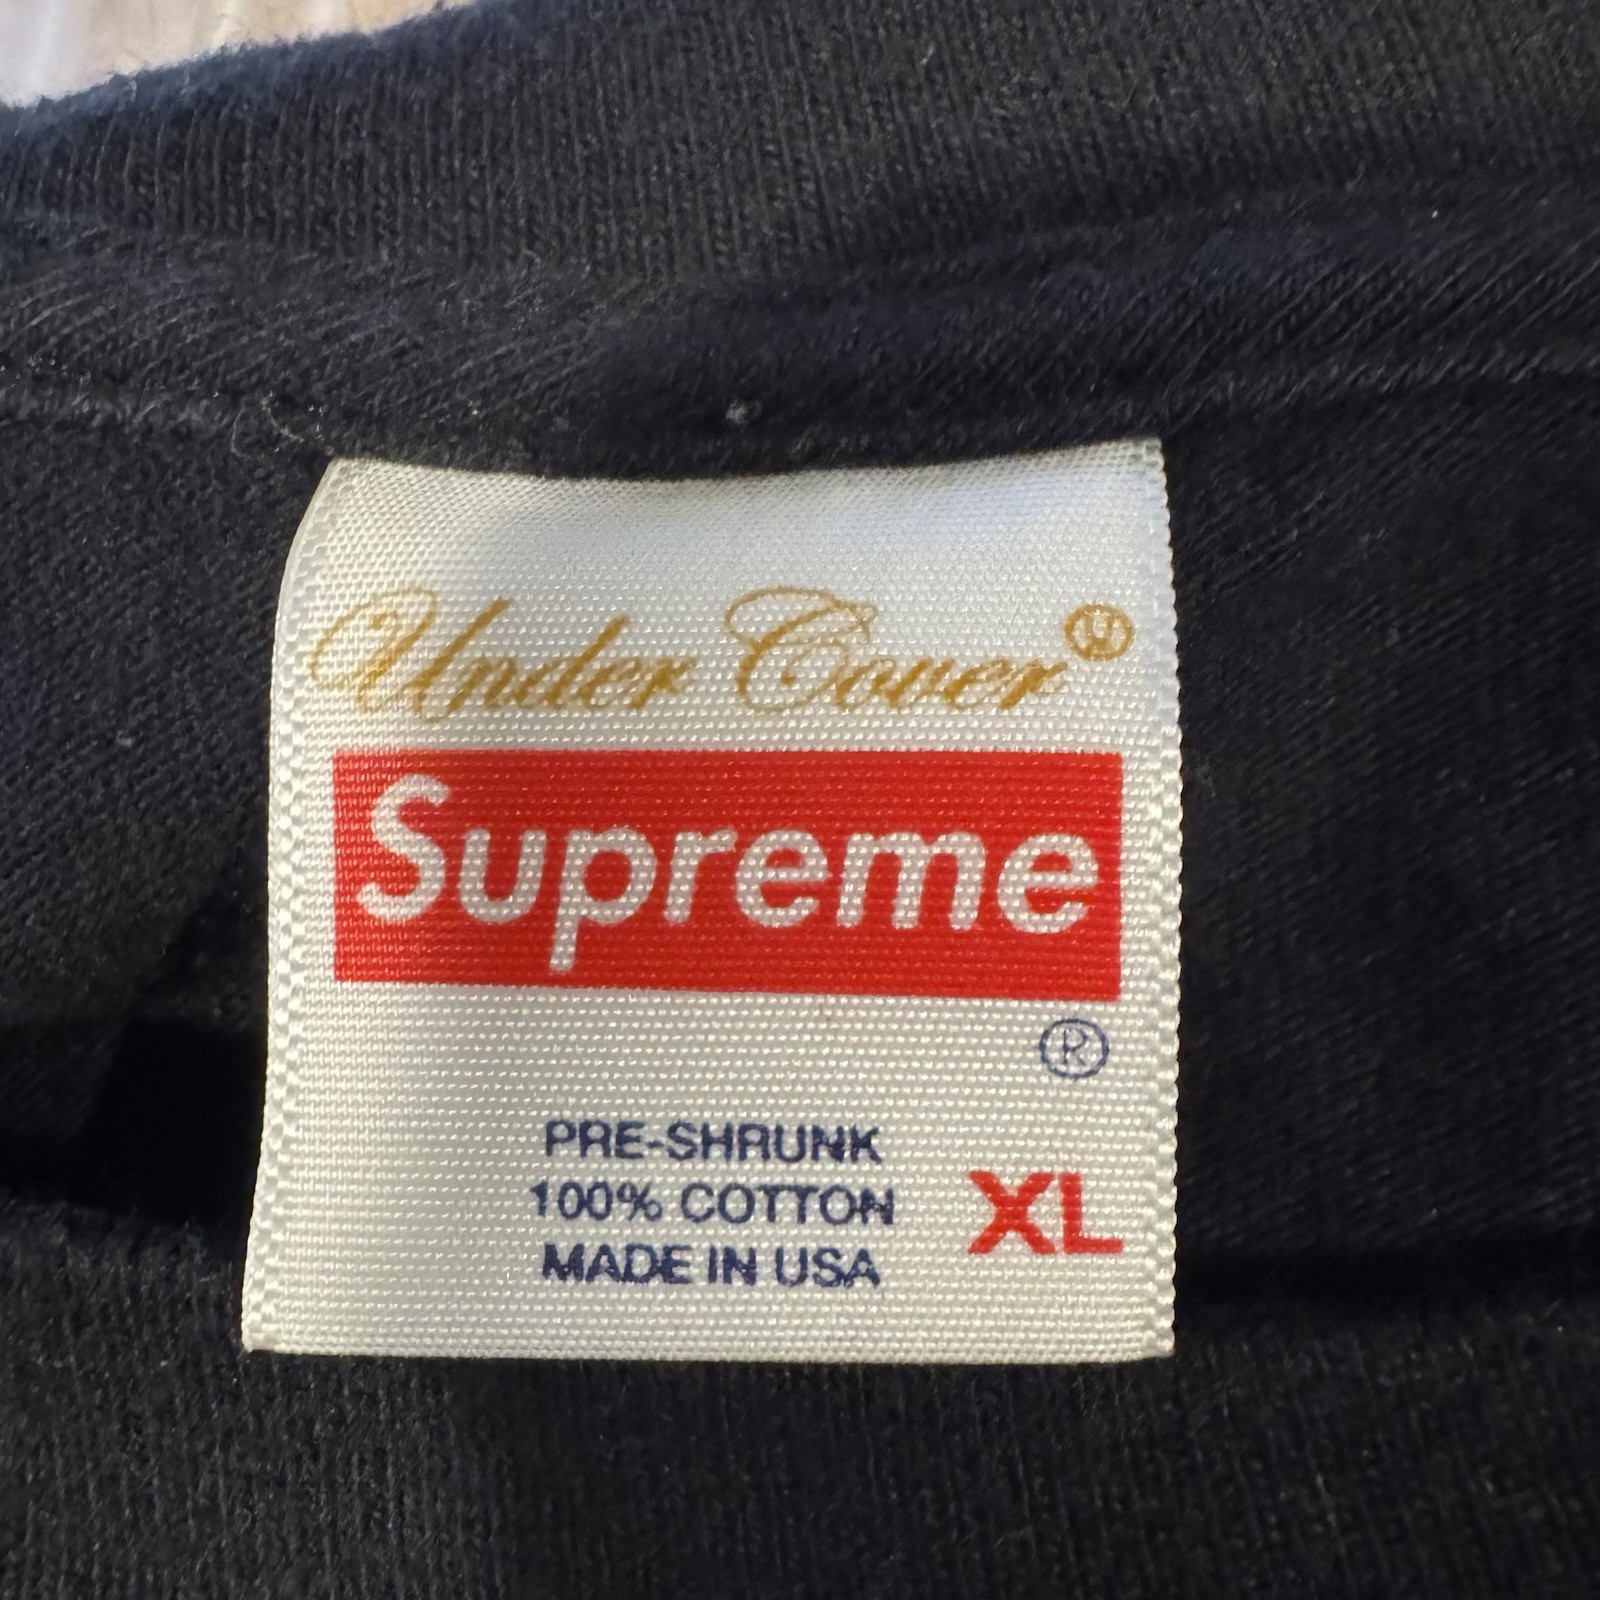 Under Cover Ⓤ
Supreme
®
PRE-SHRUNK
100% COTTON
MADE IN USA
XL